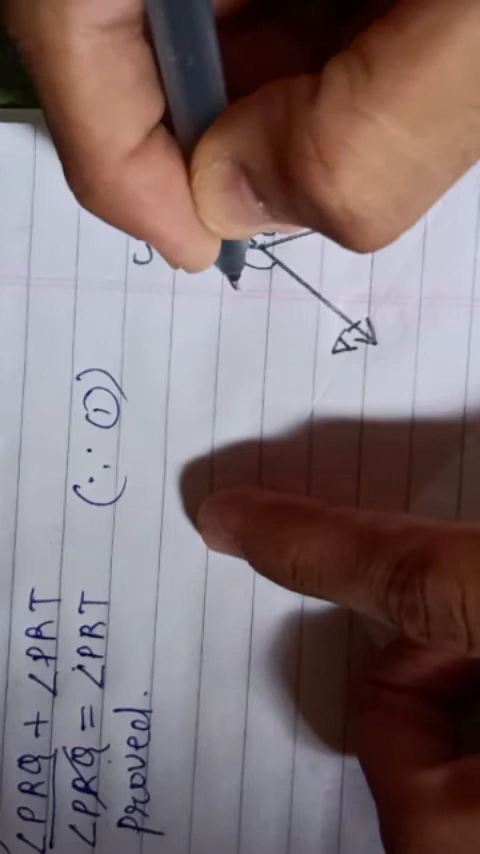 ∠PRQ + ∠PRT
∠PRQ = ∠PRT (∵ ①)
proved.
A